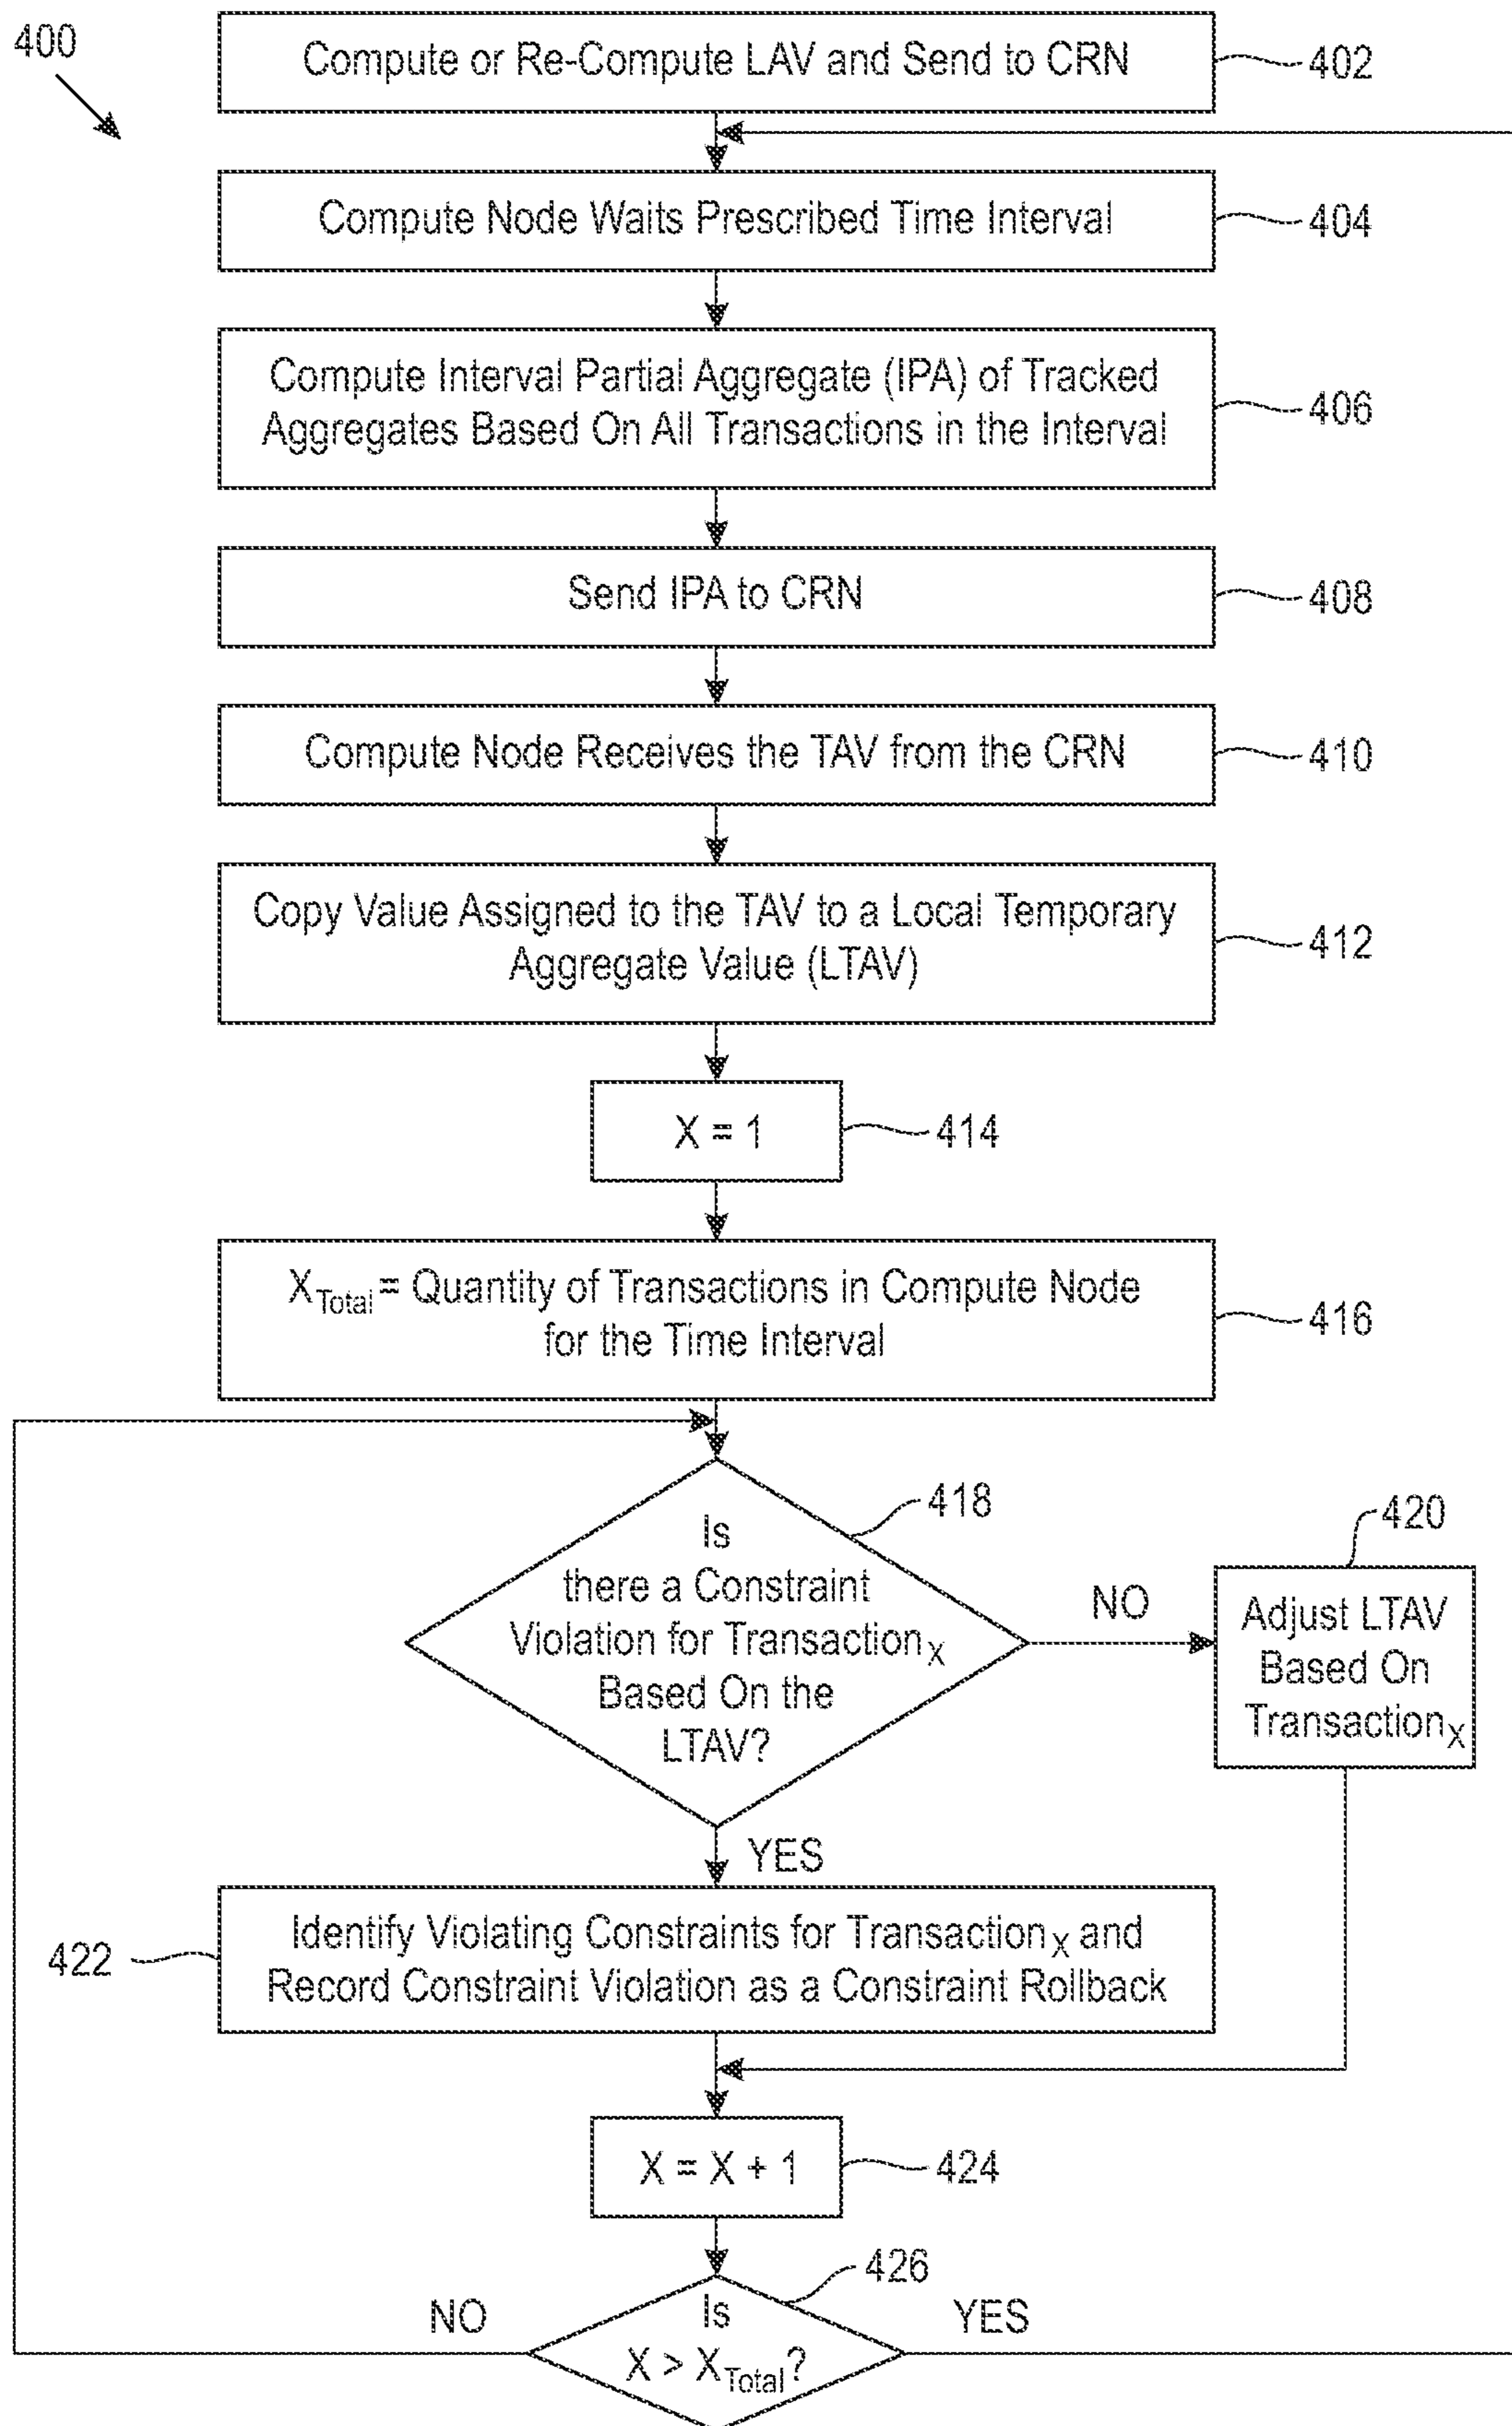 400
Compute or Re-Compute LAV and Send to CRN
402
Compute Node Waits Prescribed Time Interval
404
Compute Interval Partial Aggregate (IPA) of Tracked
Aggregates Based On All Transactions in the Interval
406
Send IPA to CRN
408
Compute Node Receives the TAV from the CRN
410
Copy Value Assigned to the TAV to a Local Temporary
Aggregate Value (LTAV)
412
X = 1
414
XTotal = Quantity of Transactions in Compute Node
for the Time Interval
416
Is
there a Constraint
Violation for TransactionX
Based On the
LTAV?
418
NO
420
Adjust LTAV
Based On
TransactionX
YES
Identify Violating Constraints for TransactionX and
Record Constraint Violation as a Constraint Rollback
422
X = X + 1
424
426
NO
Is
X > XTotal?
YES